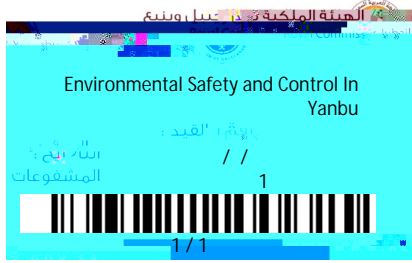 الهيئة الملكية للجبيل وينبع
Environmental Safety and Control In
Yanbu
رقم القيد :
التاريخ :
/ /
المشفوعات
1
1 / 1